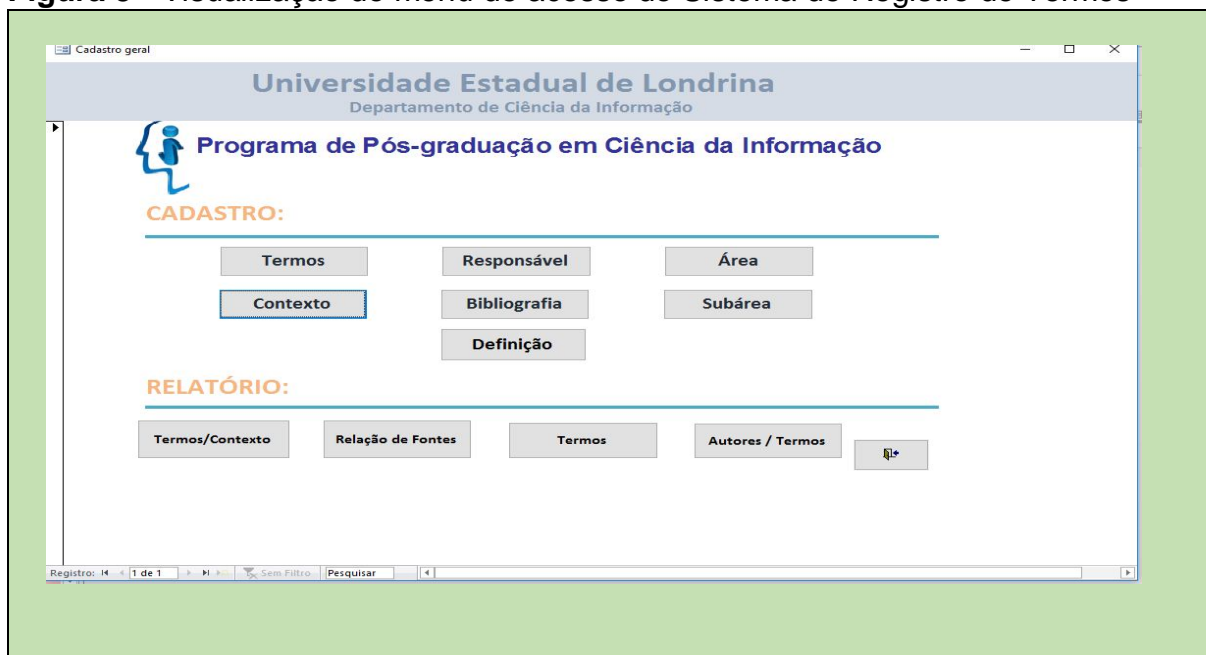 Cadastro geral
Universidade Estadual de Londrina
Departamento de Ciência da Informação
Programa de Pós-graduação em Ciência da Informação
CADASTRO:
Termos Responsável Área
Contexto Bibliografia Subárea
Definição
RELATÓRIO:
Termos/Contexto Relação de Fontes Termos Autores / Termos
Registro: 1 de 1 Sem Filtro Pesquisar